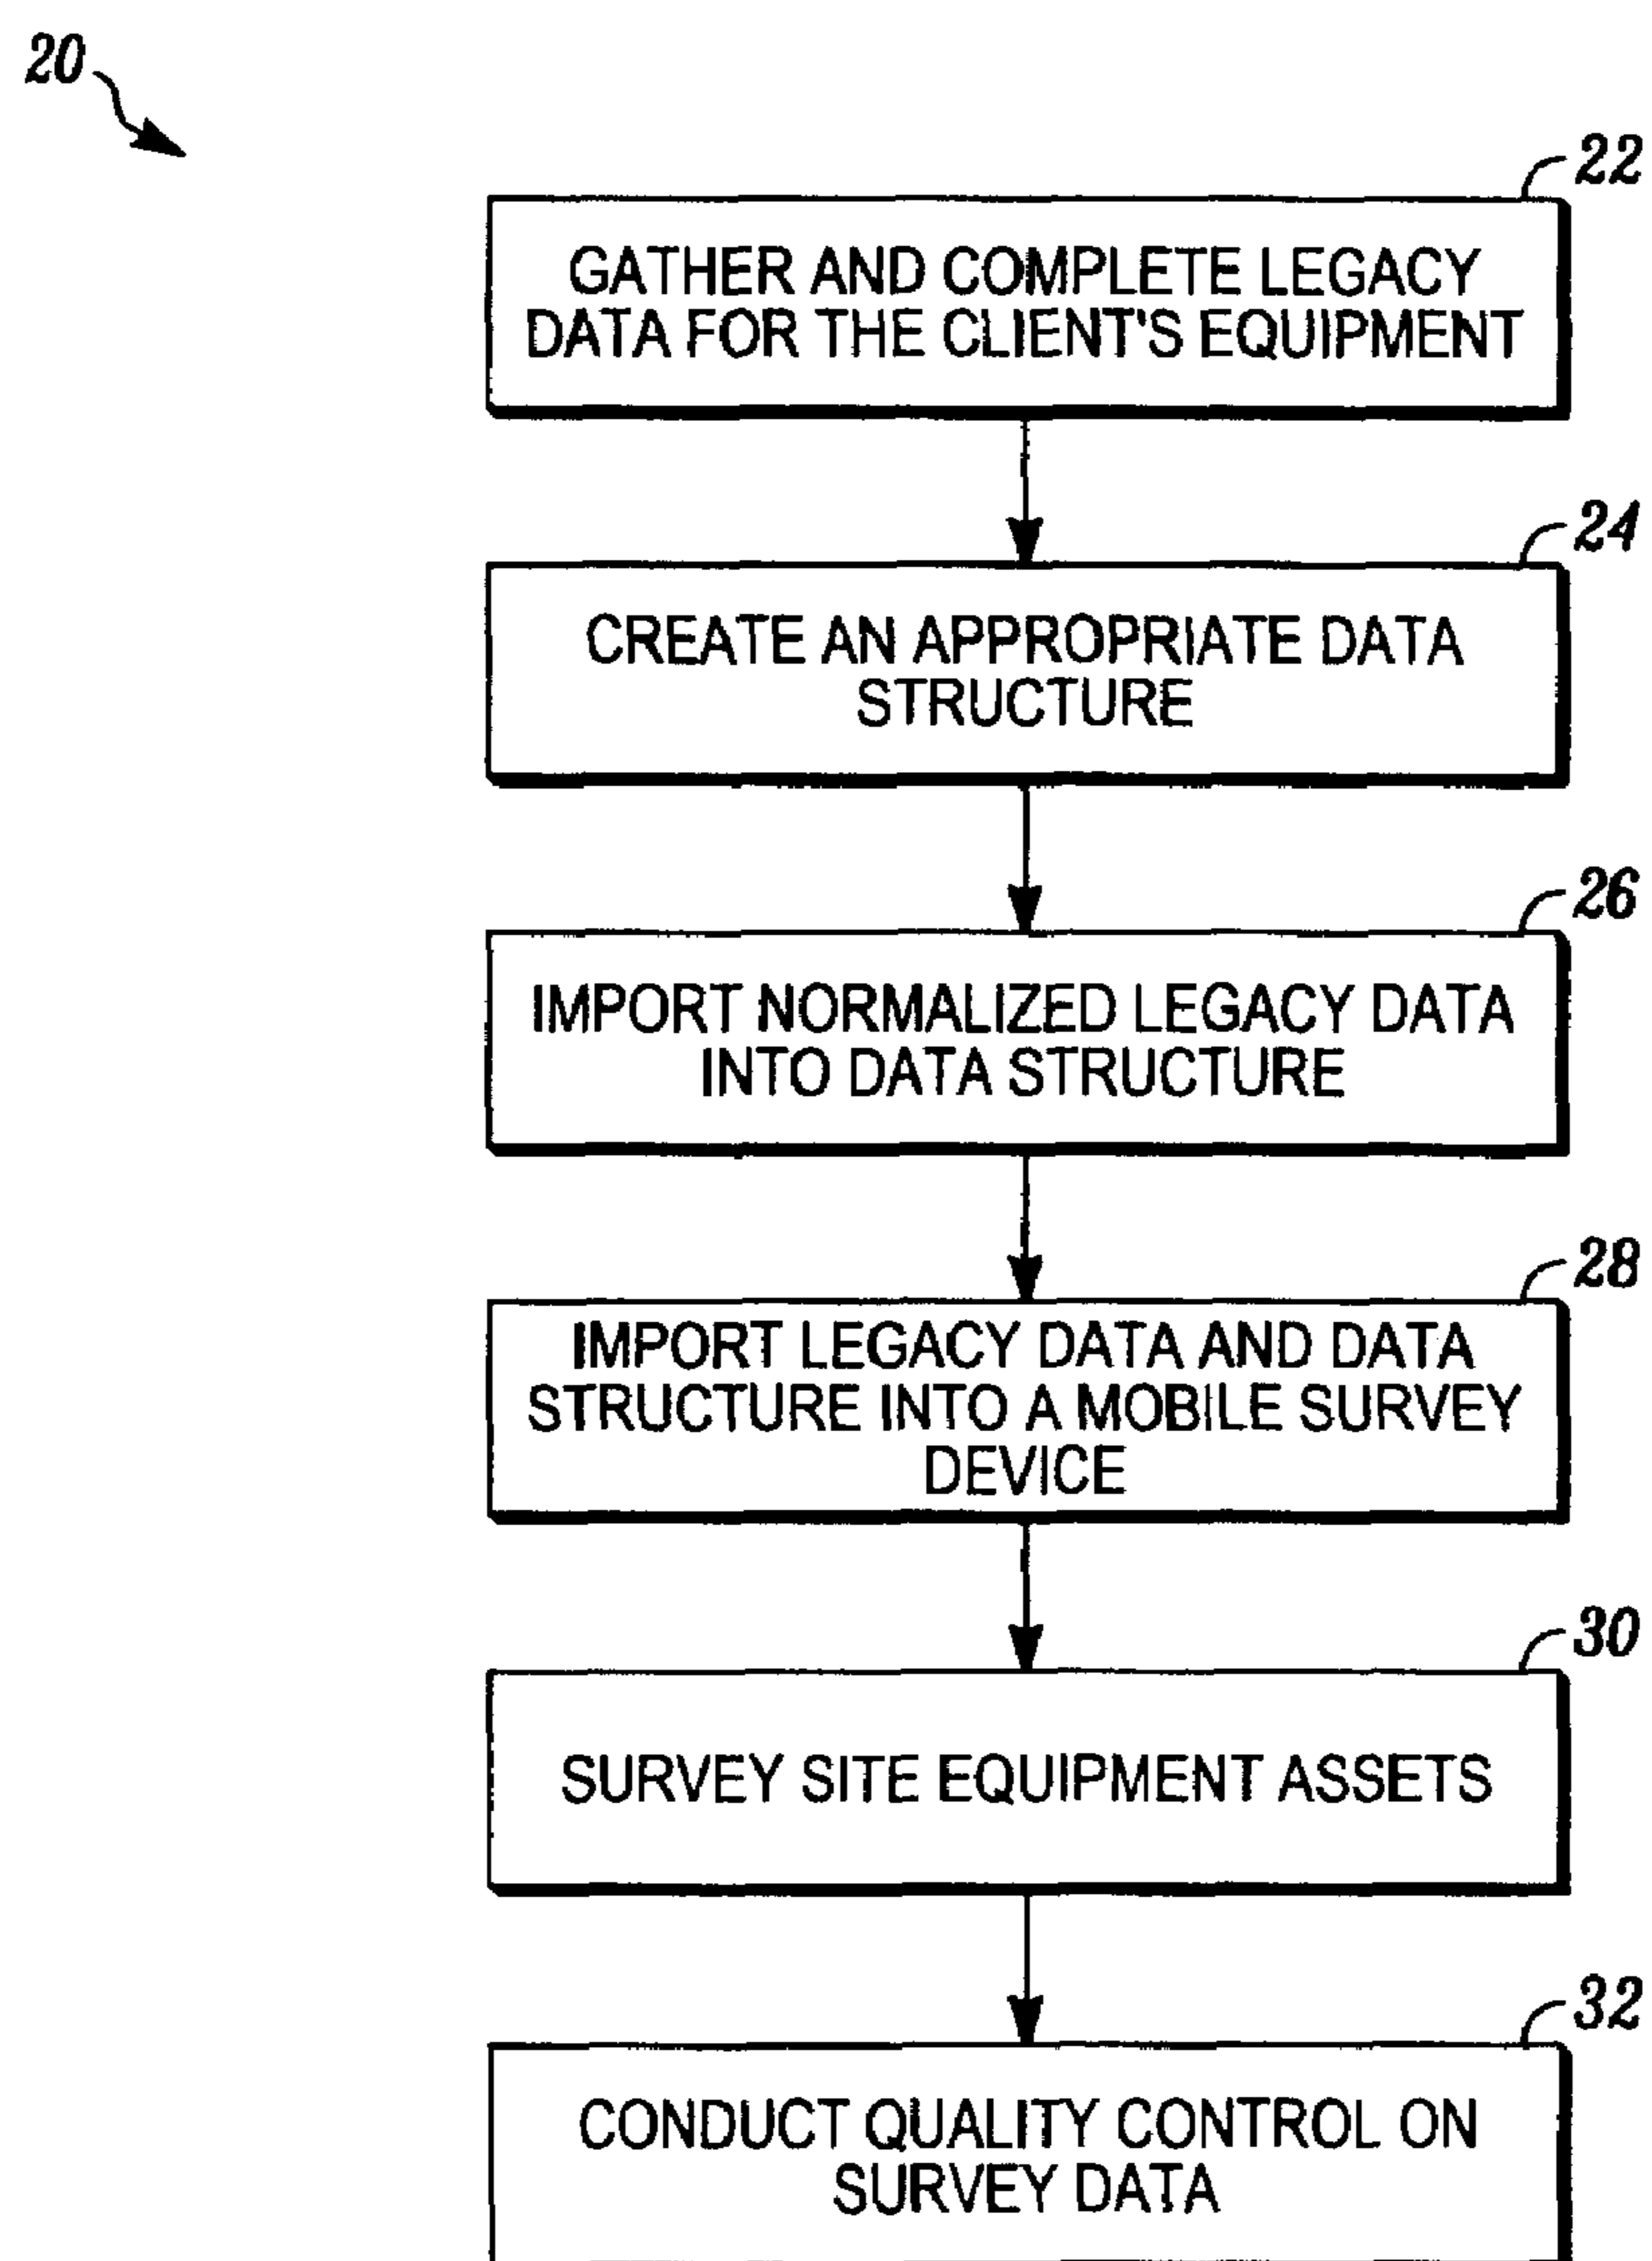 20
22
GATHER AND COMPLETE LEGACY
DATA FOR THE CLIENT'S EQUIPMENT
24
CREATE AN APPROPRIATE DATA
STRUCTURE
26
IMPORT NORMALIZED LEGACY DATA
INTO DATA STRUCTURE
28
IMPORT LEGACY DATA AND DATA
STRUCTURE INTO A MOBILE SURVEY
DEVICE
30
SURVEY SITE EQUIPMENT ASSETS
32
CONDUCT QUALITY CONTROL ON
SURVEY DATA